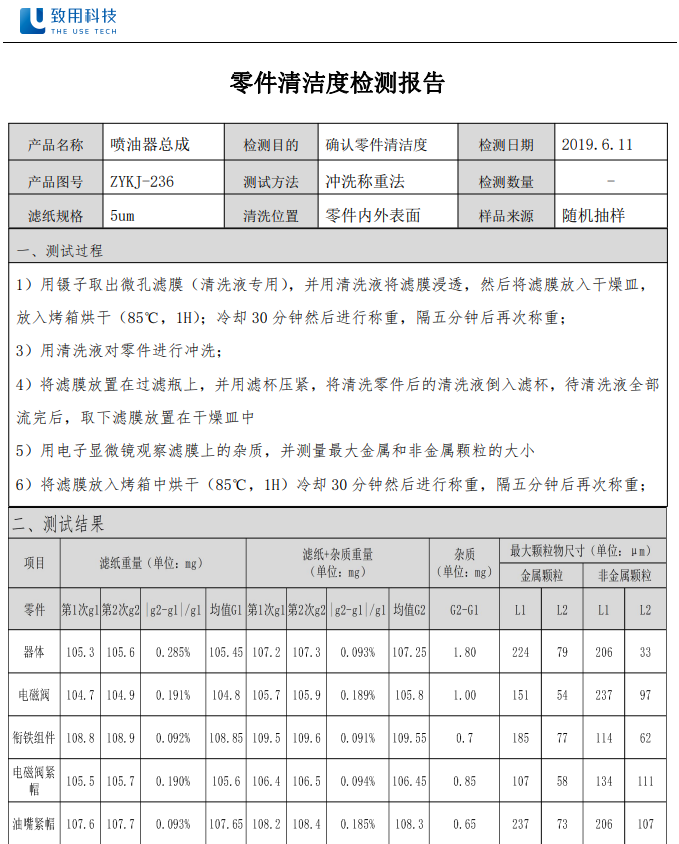 致用科技
THE USE TECH
零件清洁度检测报告
产品名称 喷油器总成 检测目的 确认零件清洁度 检测日期 2019.6.11
产品图号 ZYKJ-236 测试方法 冲洗称重法 检测数量 -
滤纸规格 5um 清洗位置 零件内外表面 样品来源 随机抽样
一、测试过程
1）用镊子取出微孔滤膜（清洗液专用），并用清洗液将滤膜浸透，然后将滤膜放入干燥皿，
放入烤箱烘干（85℃，1H）；冷却 30 分钟然后进行称重，隔五分钟后再次称重；
3）用清洗液对零件进行冲洗；
4）将滤膜放置在过滤瓶上，并用滤杯压紧，将清洗零件后的清洗液倒入滤杯，待清洗液全部
流完后，取下滤膜放置在干燥皿中
5）用电子显微镜观察滤膜上的杂质，并测量最大金属和非金属颗粒的大小
6）将滤膜放入烤箱中烘干（85℃，1H）冷却 30 分钟然后进行称重，隔五分钟后再次称重；
二、测试结果
项目 滤纸重量（单位：mg） 滤纸+杂质重量（单位：mg） 杂质（单位：mg） 最大颗粒物尺寸（单位：μm）
金属颗粒 非金属颗粒
零件 第1次g1 第2次g2 |g2-g1|/g1 均值G1 第1次g1 第2次g2 |g2-g1|/g1 均值G2 G2-G1 L1 L2 L1 L2
器体 105.3 105.6 0.285% 105.45 107.2 107.3 0.093% 107.25 1.80 224 79 206 33
电磁阀 104.7 104.9 0.191% 104.8 105.7 105.9 0.189% 105.8 1.00 151 54 237 97
衔铁组件 108.8 108.9 0.092% 108.85 109.5 109.6 0.091% 109.55 0.7 185 77 114 62
电磁阀紧帽 105.5 105.7 0.190% 105.6 106.4 106.5 0.094% 106.45 0.85 107 58 134 111
油嘴紧帽 107.6 107.7 0.093% 107.65 108.2 108.4 0.185% 108.3 0.65 237 73 206 107